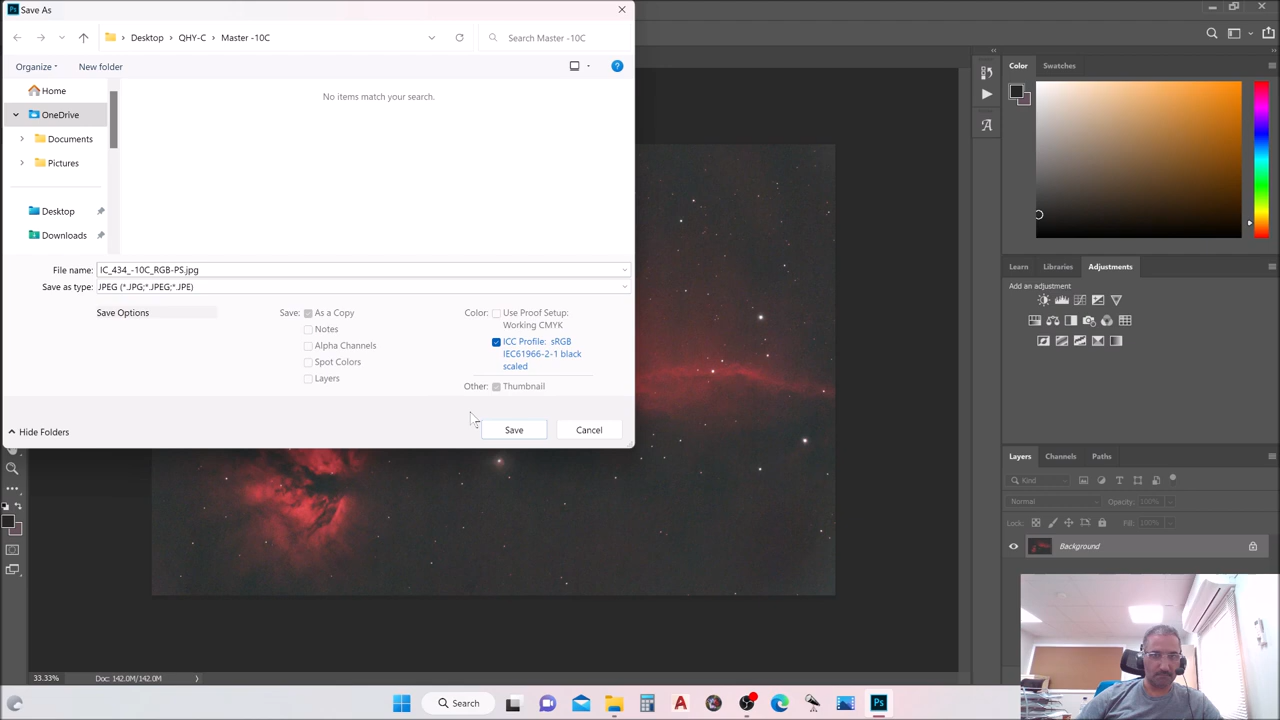 Ps Save As
Desktop > QHY-C > Master -10C
Search Master -10C
Organize
New folder
?
Home
OneDrive
Documents
Pictures
Desktop
Downloads
No items match your search.
File name: IC_434_-10C_RGB-PS.jpg
Save as type: JPEG (*.JPG;*.JPEG;*.JPE)
Save Options
Save: As a Copy
Notes
Alpha Channels
Spot Colors
Layers
Color: Use Proof Setup:
Working CMYK
ICC Profile: sRGB
IEC61966-2-1 black
scaled
Other: Thumbnail
Hide Folders
Save
Cancel
Color
Swatches
Learn
Libraries
Adjustments
Add an adjustment
Layers
Channels
Paths
Kind
Normal
Opacity: 100%
Lock:
Fill: 100%
Background
33.33%
Doc: 142.0M/142.0M
Search
Ps